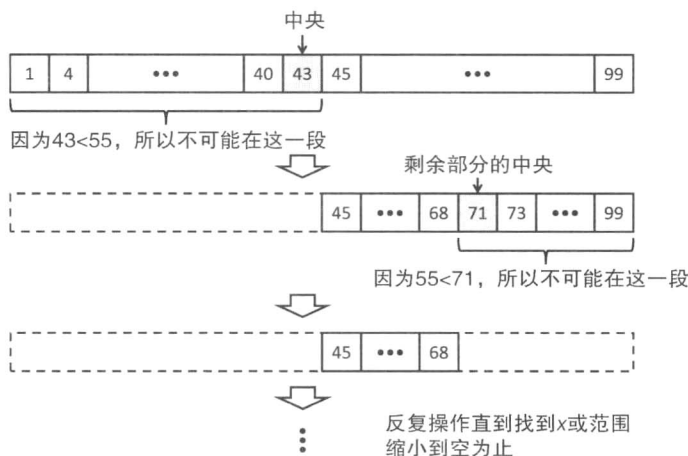 中央
1 4 ••• 40 43 45 ••• 99
因为43<55，所以不可能在这一段
剩余部分的中央
45 ••• 68 71 73 ••• 99
因为55<71，所以不可能在这一段
45 ••• 68
反复操作直到找到x或范围
缩小到空为止